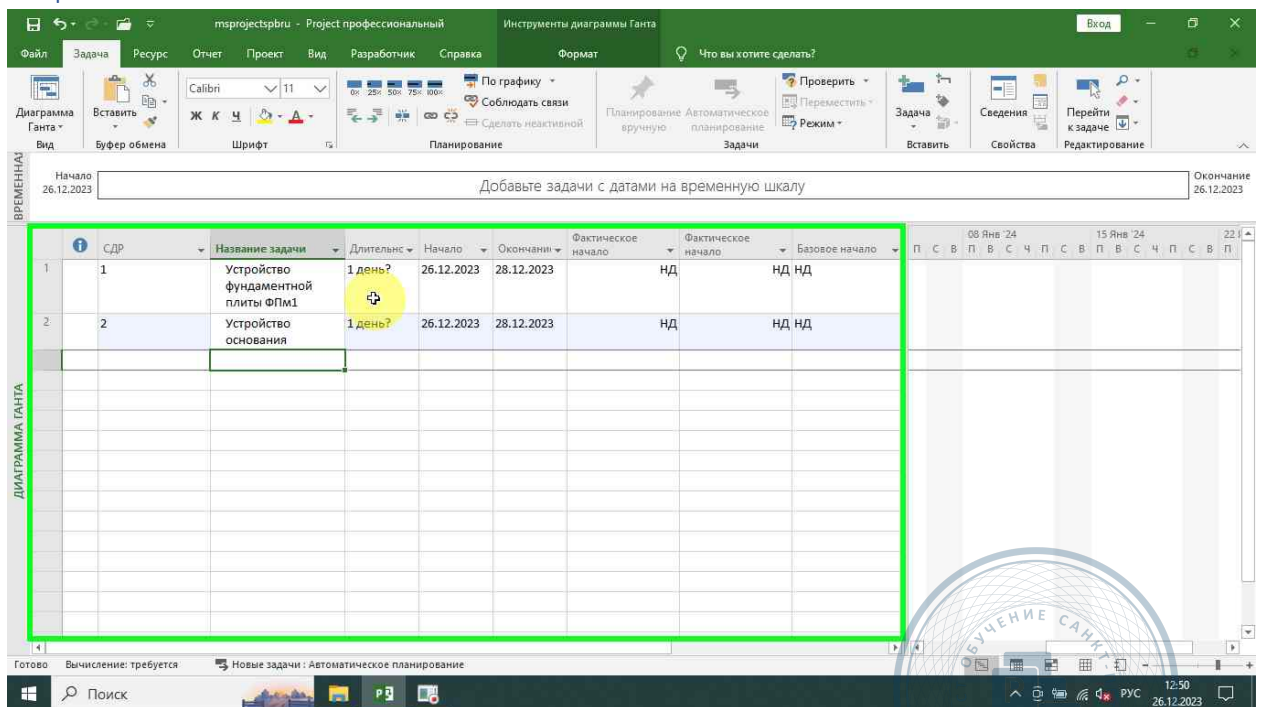 msprojectspbru - Project профессиональный
Инструменты диаграммы Ганта
Вход
Файл Задача Ресурс Отчет Проект Вид Разработчик Справка Формат Что вы хотите сделать?
Диаграмма Ганта
Вставить
Calibri 11
Ж К Ч
0x 25x 50x 75x 100x
По графику
Соблюдать связи
Сделать неактивной
Планирование вручную
Автоматическое планирование
Проверить
Переместить
Режим
Задача
Сведения
Перейти к задаче
Вид Буфер обмена Шрифт Планирование Задачи Вставить Свойства Редактирование
ВРЕМЕННАЯ
Начало
26.12.2023
Добавьте задачи с датами на временную шкалу
Окончание
26.12.2023
СДР Название задачи Длительнс Начало Окончани Фактическое начало Фактическое начало Базовое начало
08 Янв '24 15 Янв '24
П С В П В С Ч П С В П В С Ч П С В П
1 1 Устройство фундаментной плиты ФПм1 1 день? 26.12.2023 28.12.2023 НД НД НД
2 2 Устройство основания 1 день? 26.12.2023 28.12.2023 НД НД НД
ДИАГРАММА ГАНТА
ОБУЧЕНИЕ
Готово Вычисление: требуется Новые задачи : Автоматическое планирование
Поиск
РУС
12:50
26.12.2023